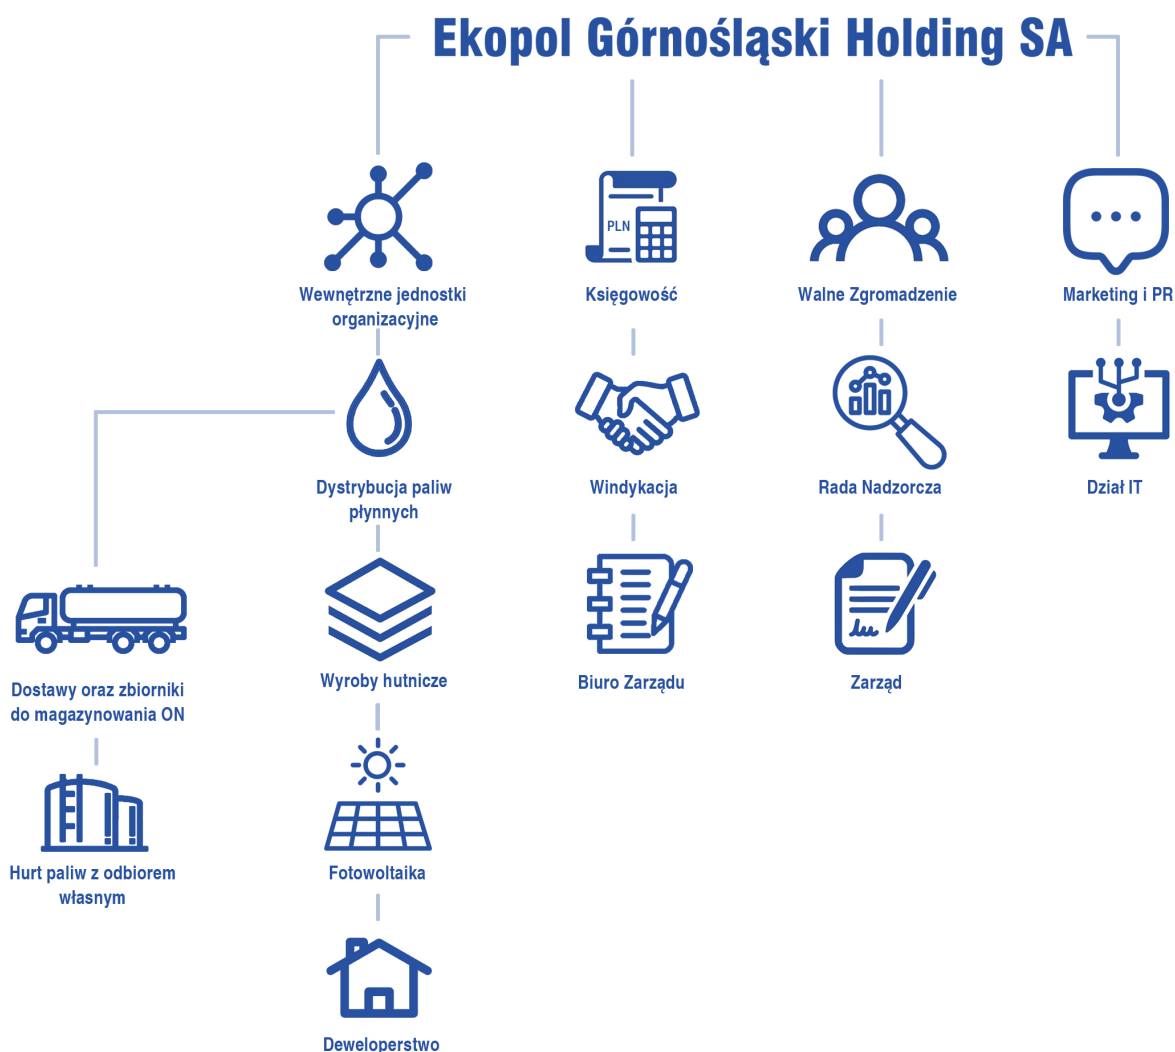 Ekopol Górnośląski Holding SA
PLN
Wewnętrzne jednostki
organizacyjne
Księgowość
Walne Zgromadzenie
Marketing i PR
Dystrybucja paliw
płynnych
Windykacja
Rada Nadzorcza
Dział IT
Dostawy oraz zbiorniki
do magazynowania ON
Wyroby hutnicze
Biuro Zarządu
Zarząd
Hurt paliw z odbiorem
własnym
Fotowoltaika
Deweloperstwo